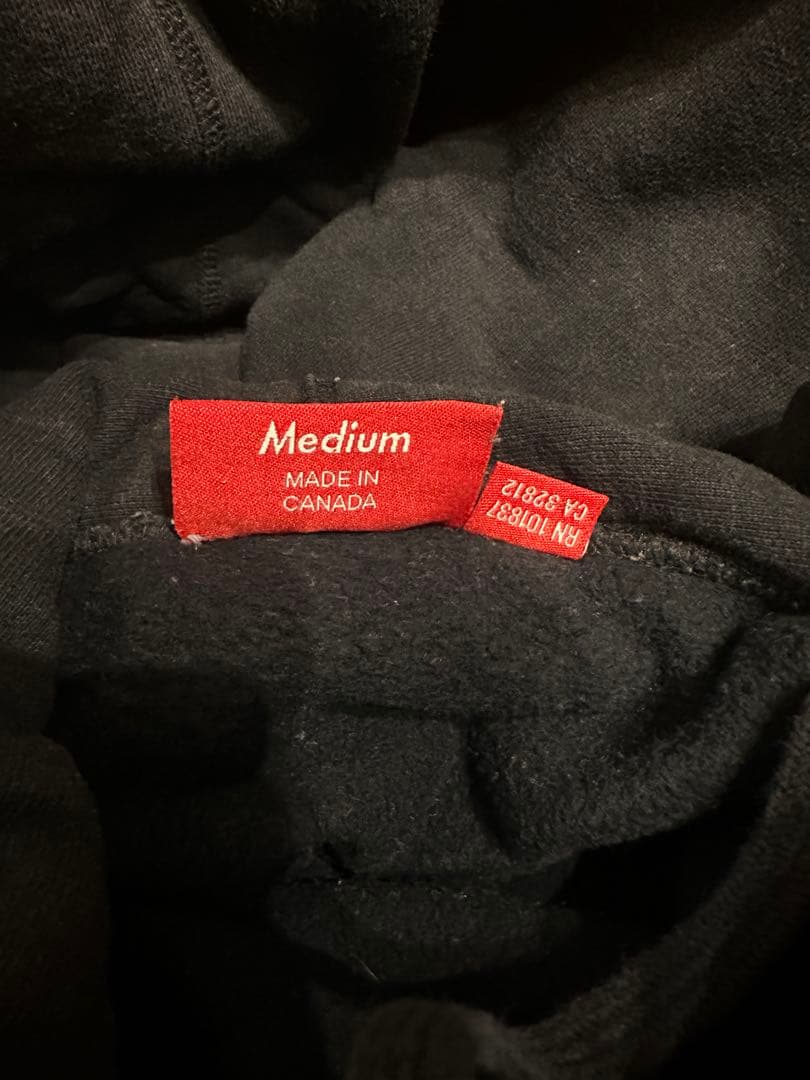 Medium
MADE IN
CANADA
RN 101837
CA 32812